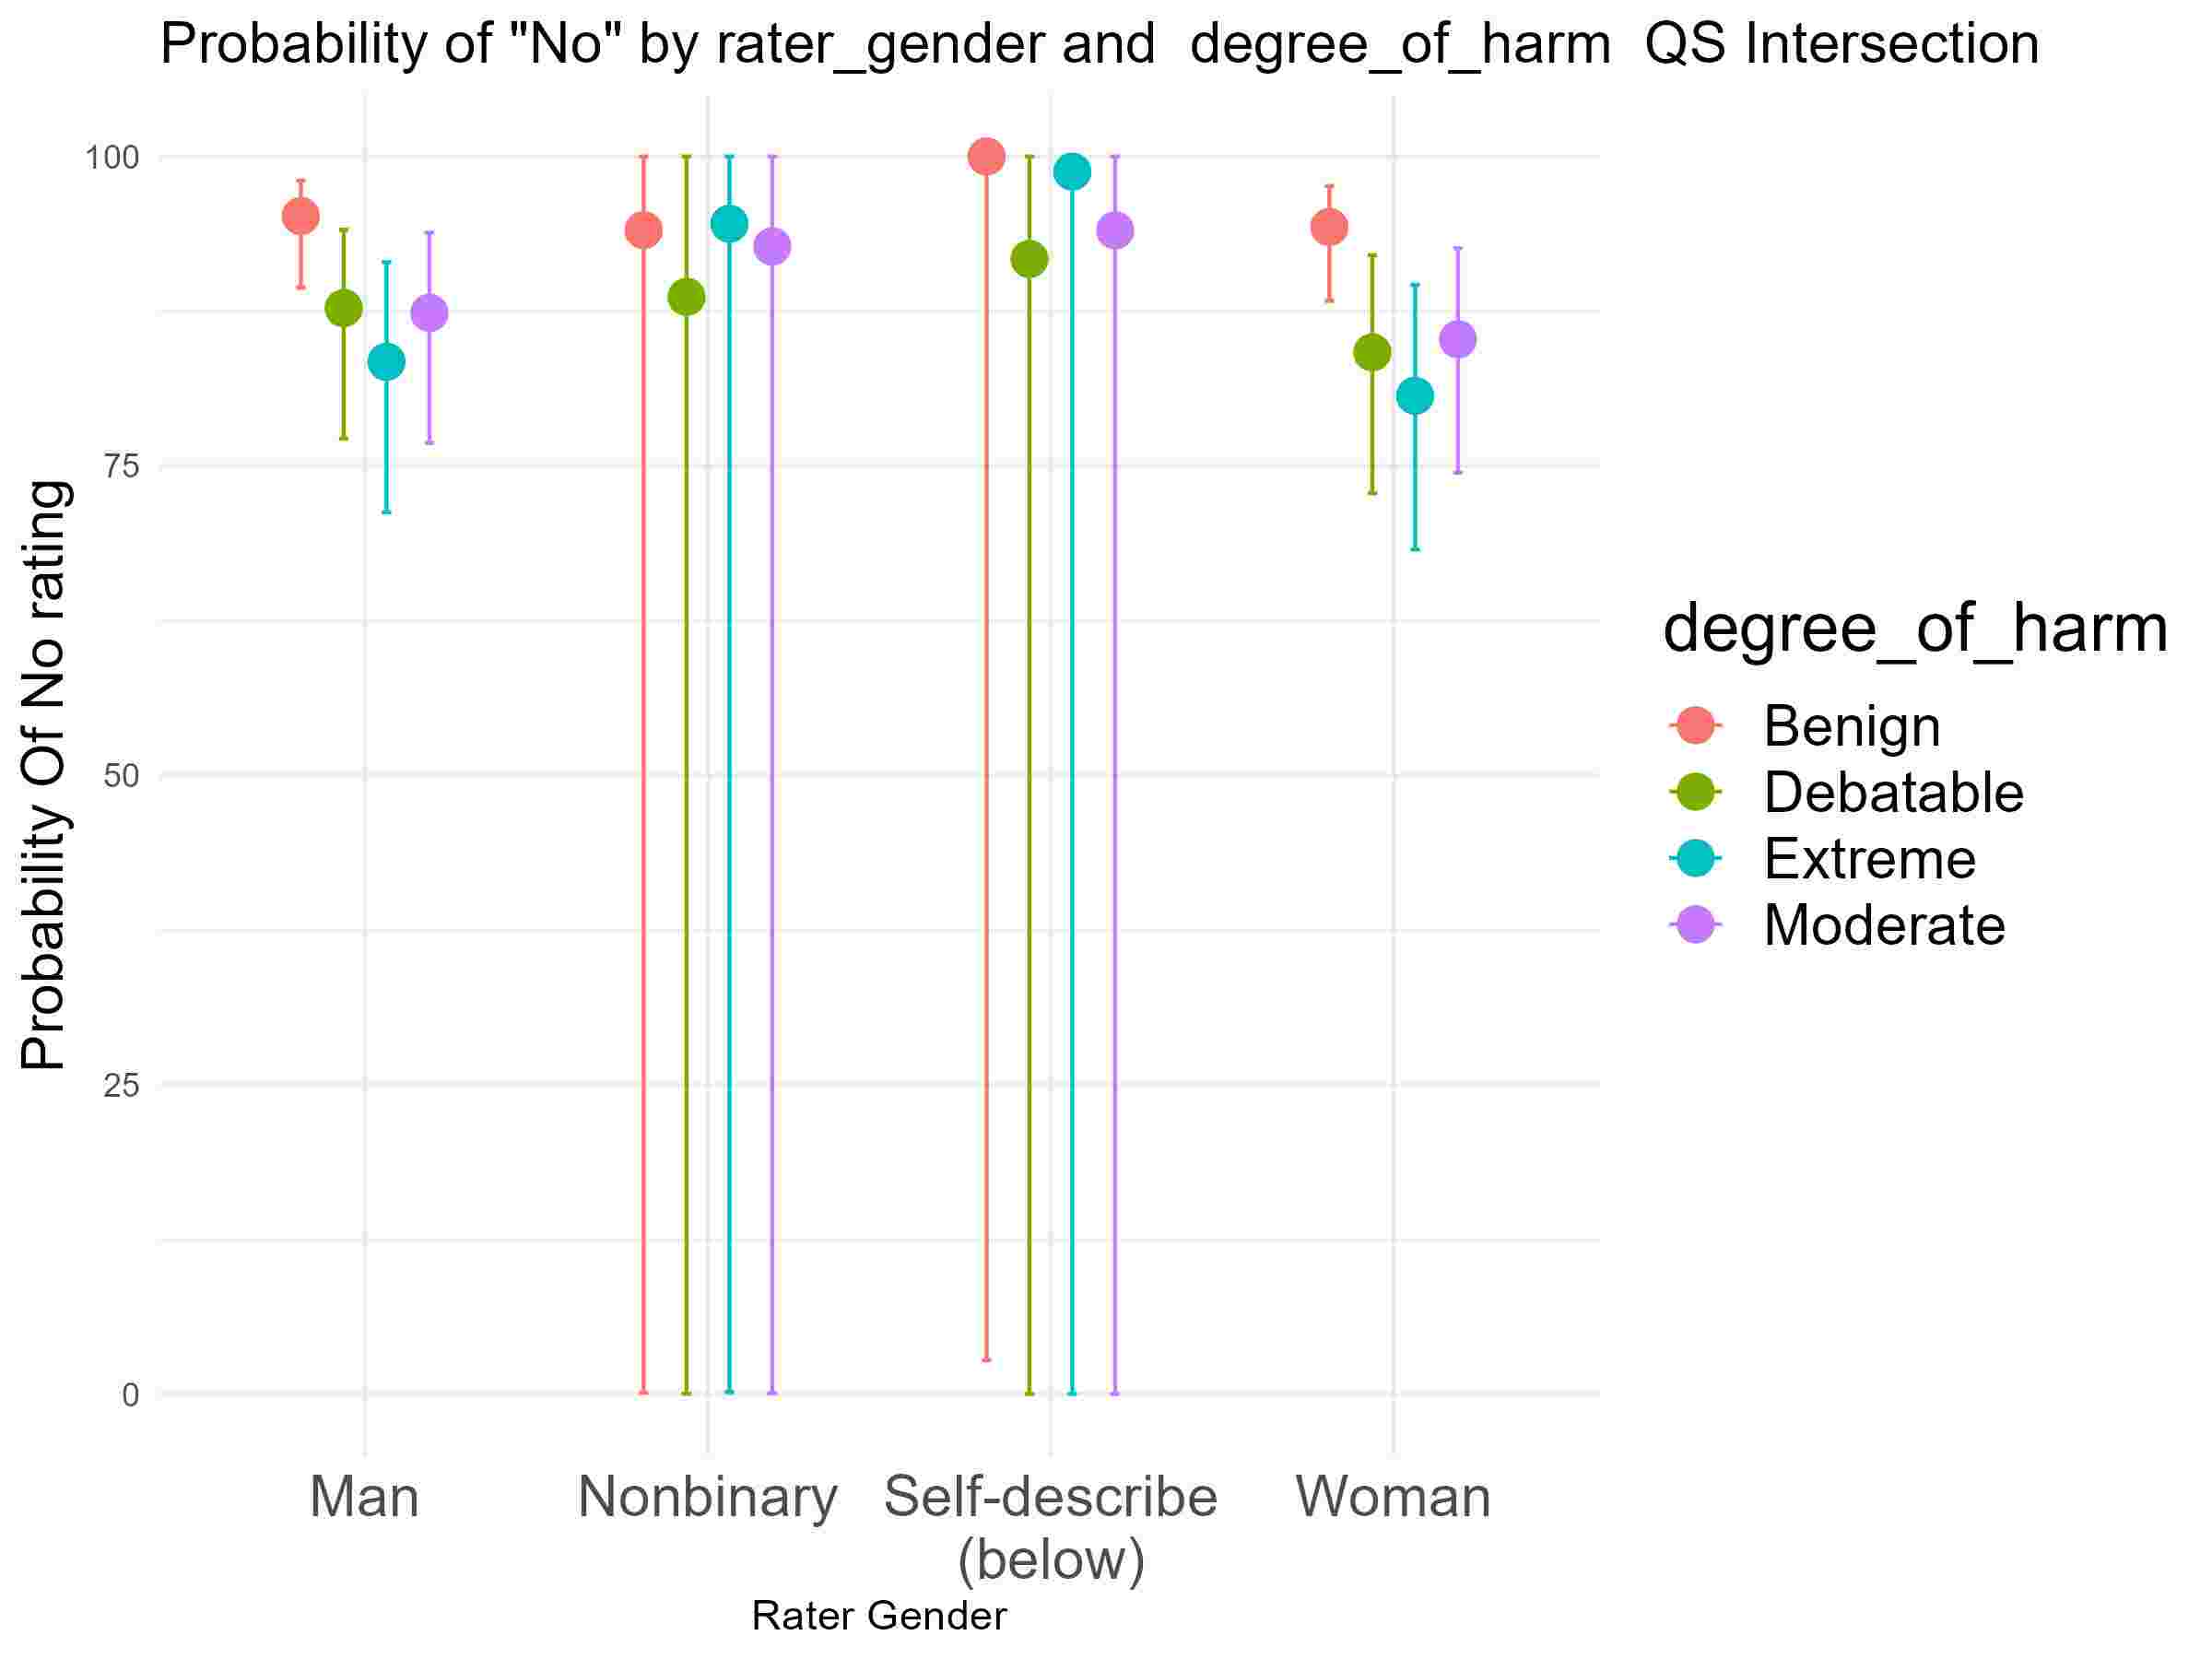 Probability of "No" by rater_gender and  degree_of_harm  QS Intersection
Probability Of No rating
100
75
50
25
0
Man
Nonbinary
Self-describe
(below)
Woman
Rater Gender
degree_of_harm
Benign
Debatable
Extreme
Moderate